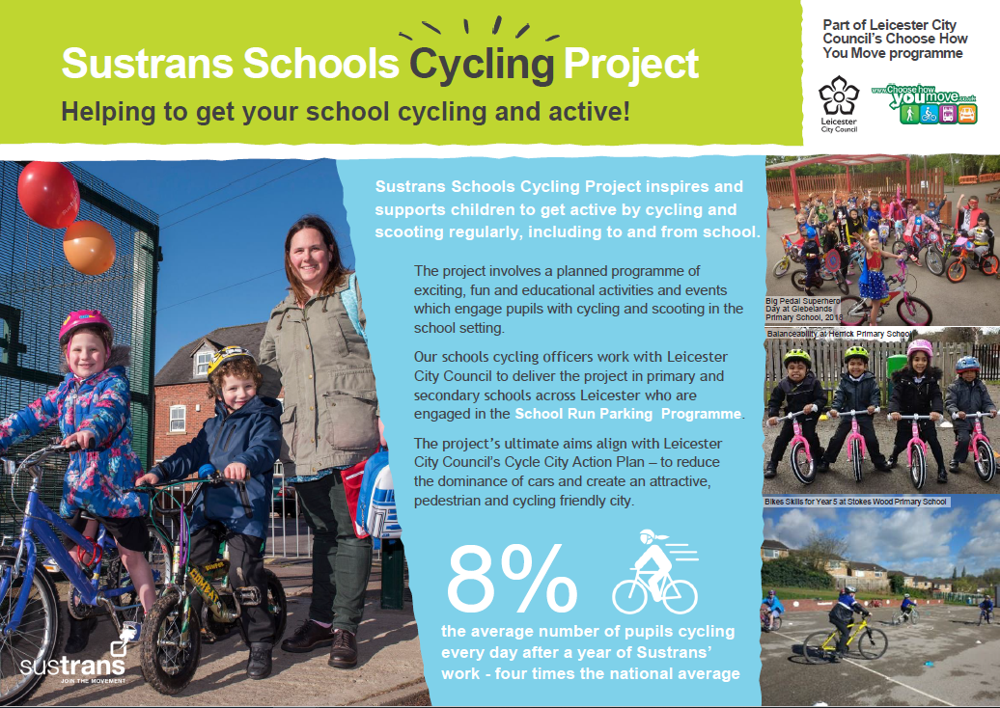 Sustrans Schools Cycling Project
Helping to get your school cycling and active!
Part of Leicester City
Council's Choose How
You Move programme
Leicester
City Council
www.Choose how
youmove.co.uk
Sustrans Schools Cycling Project inspires and
supports children to get active by cycling and
scooting regularly, including to and from school.
The project involves a planned programme of
exciting, fun and educational activities and events
which engage pupils with cycling and scooting in the
school setting.
Our schools cycling officers work with Leicester
City Council to deliver the project in primary and
secondary schools across Leicester who are
engaged in the School Run Parking Programme.
The project's ultimate aims align with Leicester
City Council's Cycle City Action Plan – to reduce
the dominance of cars and create an attractive,
pedestrian and cycling friendly city.
8%
the average number of pupils cycling
every day after a year of Sustrans'
work - four times the national average
Big Pedal Superhero
Day at Glebelands
Primary School, 2018
Balanceability at Herrick Primary School
Bikes Skills for Year 5 at Stokes Wood Primary School
sustrans
JOIN THE MOVEMENT